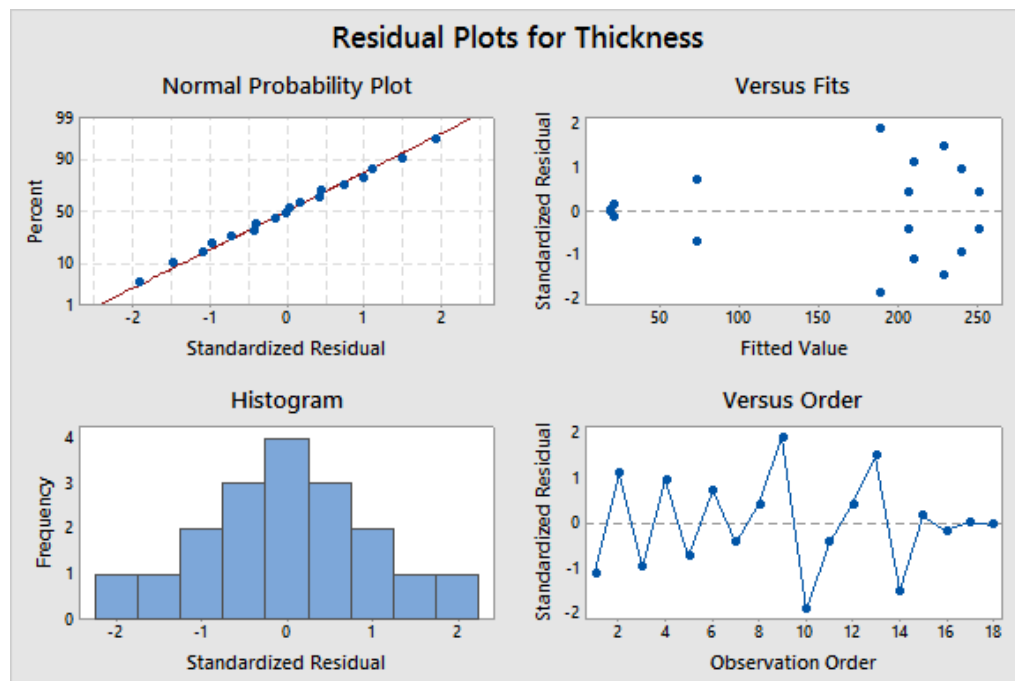 Residual Plots for Thickness
Normal Probability Plot
99
90
50
10
1
Percent
-2 -1 0 1 2
Standardized Residual
Versus Fits
2
1
0
-1
-2
Standardized Residual
50 100 150 200 250
Fitted Value
Histogram
4
3
2
1
0
Frequency
-2 -1 0 1 2
Standardized Residual
Versus Order
2
1
0
-1
-2
Standardized Residual
2 4 6 8 10 12 14 16 18
Observation Order